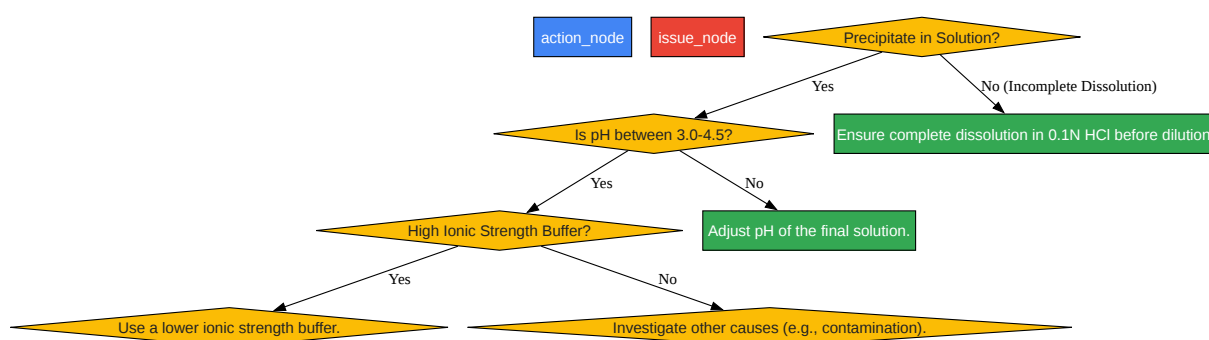 action_node
issue_node
Precipitate in Solution?
Yes
No (Incomplete Dissolution)
Is pH between 3.0-4.5?
Ensure complete dissolution in 0.1N HCl before dilution
Yes
No
High Ionic Strength Buffer?
Adjust pH of the final solution.
Yes
No
Use a lower ionic strength buffer.
Investigate other causes (e.g., contamination).